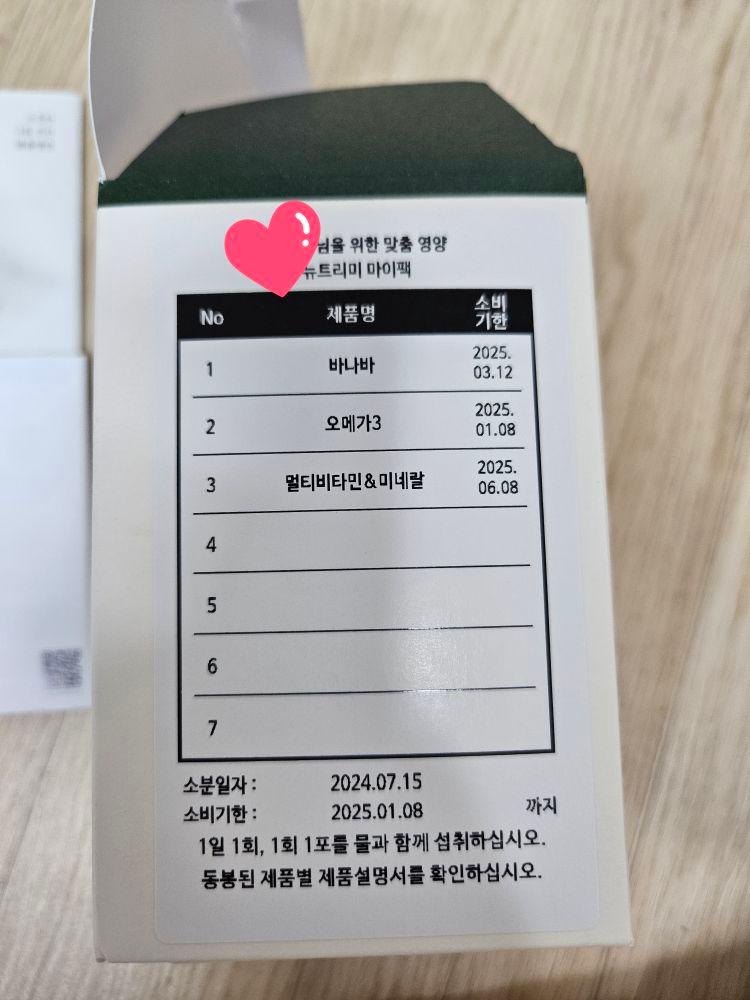 님을 위한 맞춤 영양
뉴트리미 마이팩
No 제품명 소비
기한
1 바나바 2025.
03.12
2 오메가3 2025.
01.08
3 멀티비타민&미네랄 2025.
06.08
4
5
6
7
소분일자 : 2024.07.15
소비기한 : 2025.01.08 까지
1일 1회, 1회 1포를 물과 함께 섭취하십시오.
동봉된 제품별 제품설명서를 확인하십시오.